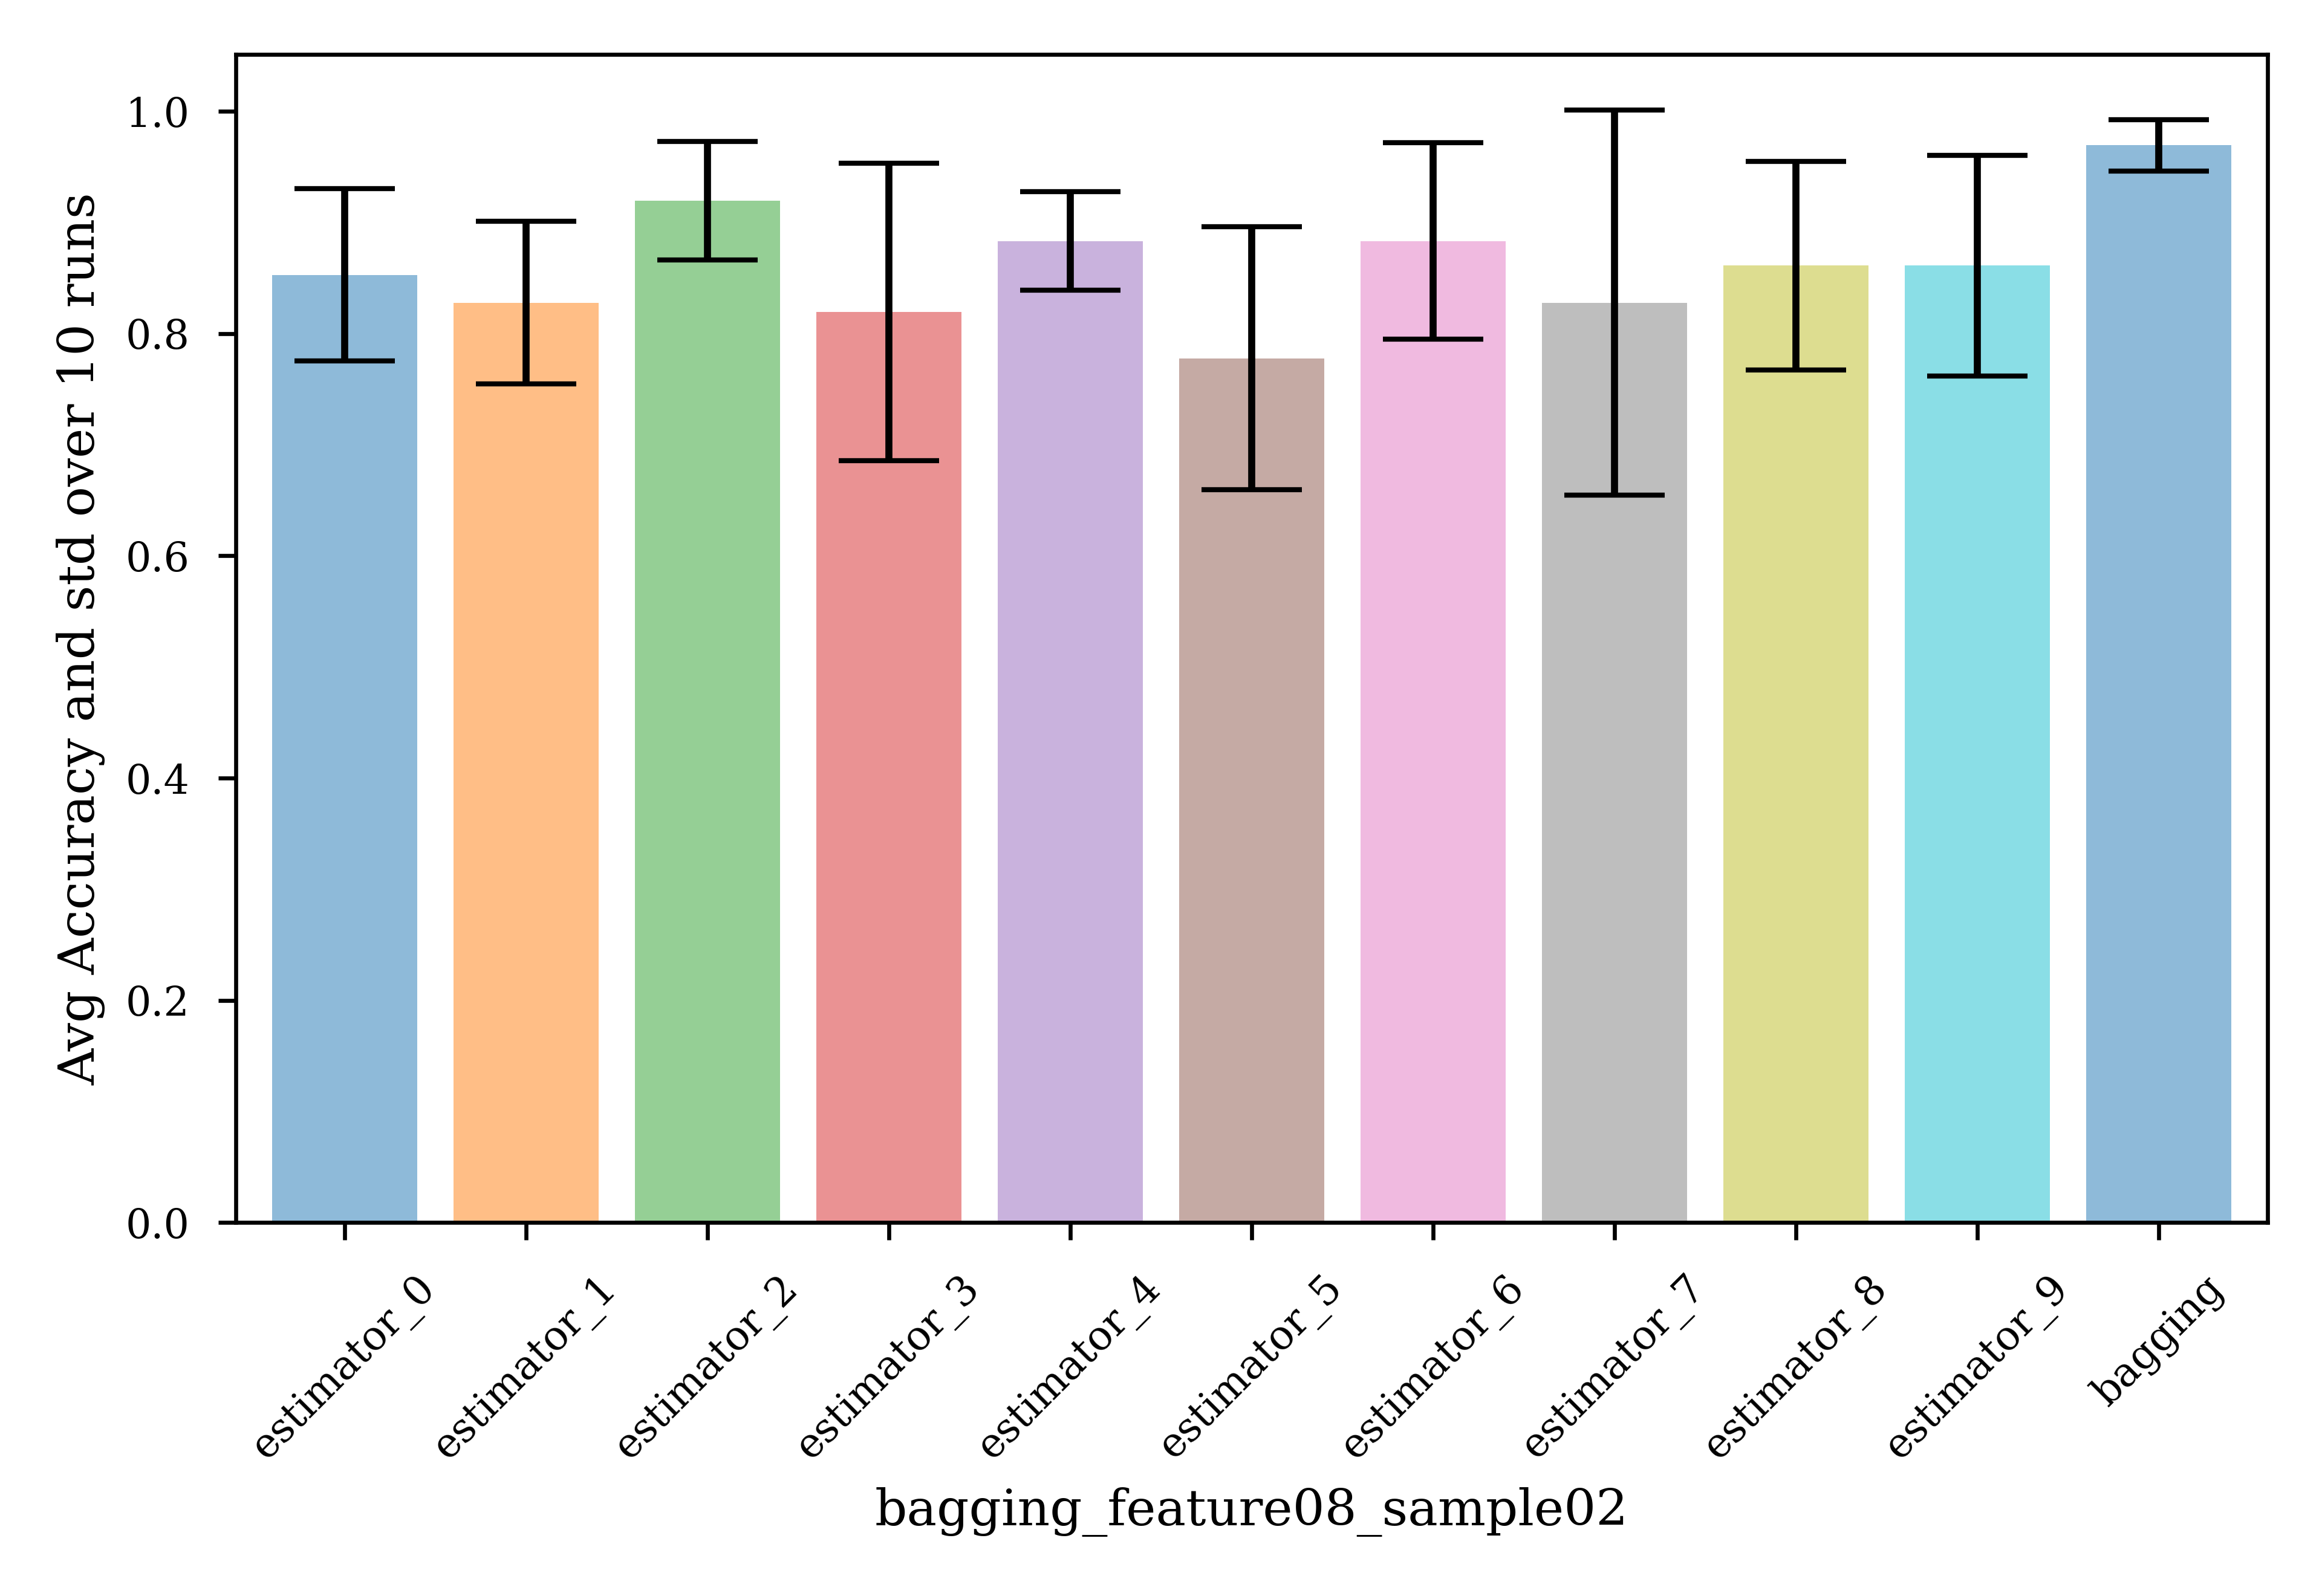 Avg Accuracy and std over 10 runs
1.0
0.8
0.6
0.4
0.2
0.0
estimator_0
estimator_1
estimator_2
estimator_3
estimator_4
estimator_5
estimator_6
estimator_7
estimator_8
estimator_9
bagging
bagging_feature08_sample02